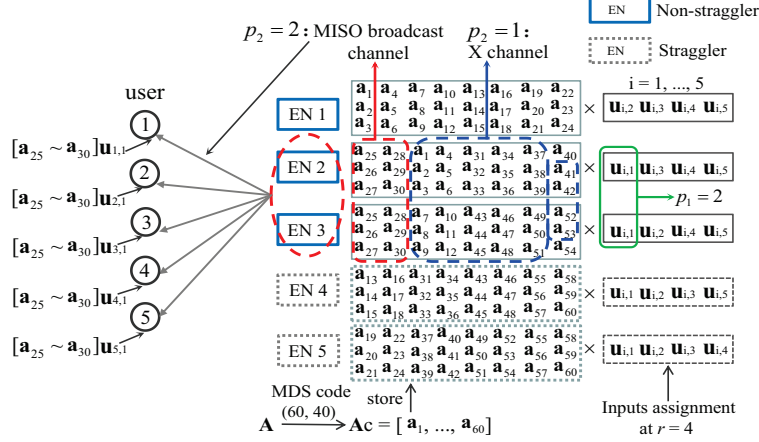 EN Non-straggler
EN Straggler
p₂ = 2 : MISO broadcast channel
p₂ = 1 : X channel
user
i = 1, ..., 5
1
2
3
4
5
[a₂₅ ~ a₃₀]u₁,₁
[a₂₅ ~ a₃₀]u₂,₁
[a₂₅ ~ a₃₀]u₃,₁
[a₂₅ ~ a₃₀]u₄,₁
[a₂₅ ~ a₃₀]u₅,₁
EN 1
a₁ a₄ a₇ a₁₀ a₁₃ a₁₆ a₁₉ a₂₂
a₂ a₅ a₈ a₁₁ a₁₄ a₁₇ a₂₀ a₂₃
a₃ a₆ a₉ a₁₂ a₁₅ a₁₈ a₂₁ a₂₄
× uᵢ,₂ uᵢ,₃ uᵢ,₄ uᵢ,₅
EN 2
a₂₅ a₂₈ a₁ a₄ a₃₁ a₃₄ a₃₇ a₄₀
a₂₆ a₂₉ a₂ a₅ a₃₂ a₃₅ a₃₈ a₄₁
a₂₇ a₃₀ a₃ a₆ a₃₃ a₃₆ a₃₉ a₄₂
× uᵢ,₁ uᵢ,₃ uᵢ,₄ uᵢ,₅
p₁ = 2
EN 3
a₂₅ a₂₈ a₇ a₁₀ a₄₃ a₄₆ a₄₉ a₅₂
a₂₆ a₂₉ a₈ a₁₁ a₄₄ a₄₇ a₅₀ a₅₃
a₂₇ a₃₀ a₉ a₁₂ a₄₅ a₄₈ a₅₁ a₅₄
× uᵢ,₁ uᵢ,₂ uᵢ,₄ uᵢ,₅
EN 4
a₁₃ a₁₆ a₃₁ a₃₄ a₄₃ a₄₆ a₅₅ a₅₈
a₁₄ a₁₇ a₃₂ a₃₅ a₄₄ a₄₇ a₅₆ a₅₉
a₁₅ a₁₈ a₃₃ a₃₆ a₄₅ a₄₈ a₅₇ a₆₀
× uᵢ,₁ uᵢ,₂ uᵢ,₃ uᵢ,₅
EN 5
a₁₉ a₂₂ a₃₇ a₄₀ a₄₉ a₅₂ a₅₅ a₅₈
a₂₀ a₂₃ a₃₈ a₄₁ a₅₀ a₅₃ a₅₆ a₅₉
a₂₁ a₂₄ a₃₉ a₄₂ a₅₁ a₅₄ a₅₇ a₆₀
× uᵢ,₁ uᵢ,₂ uᵢ,₃ uᵢ,₄
MDS code
(60, 40)
store
A
Ac = [ a₁, ..., a₆₀]
Inputs assignment
at r = 4